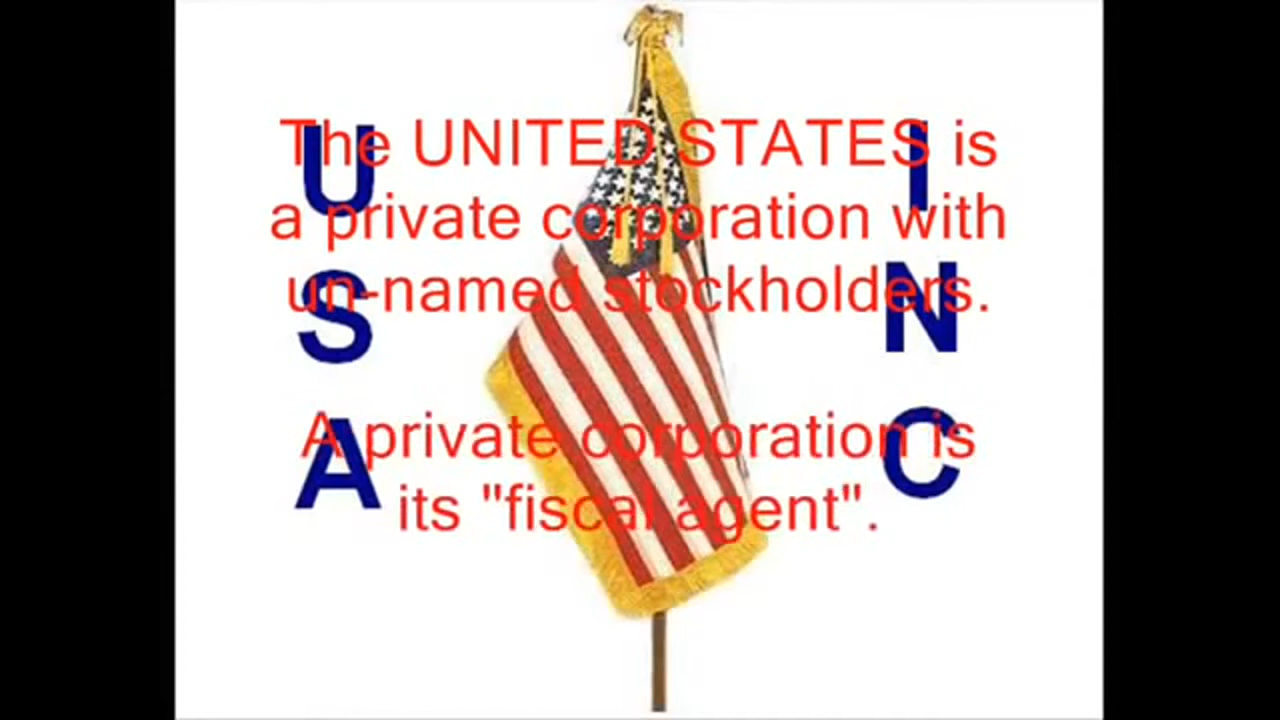 The UNITED STATES is
a private corporation with
un-named stockholders.
A private corporation is
its "fiscal agent".
U
S
A
I
N
C